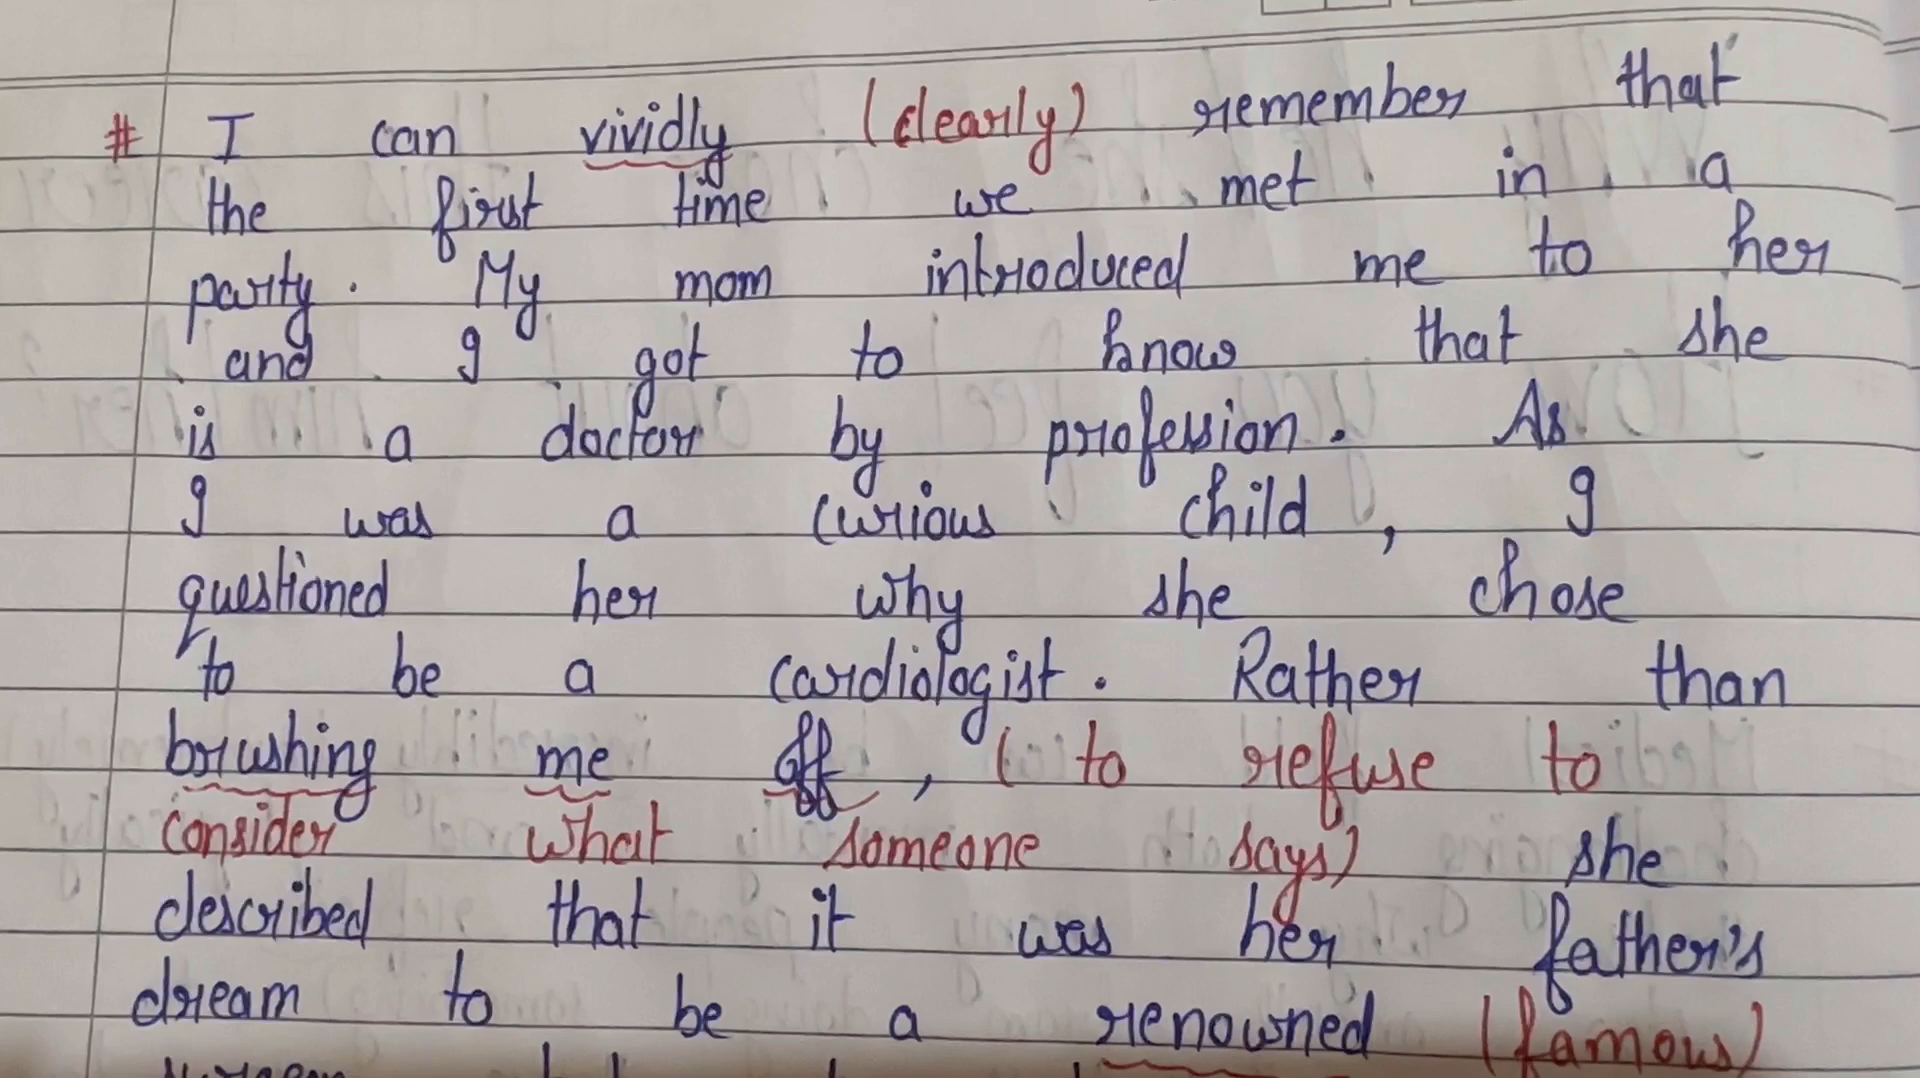 # I can vividly (clearly) remember that
the first time we met in a
party. My mom introduced me to her
and I got to know that she
is a doctor by profession. As
I was a curious child, I
questioned her why she chose
to be a cardiologist. Rather than
brushing me off, (to refuse to
consider what someone says) she
described that it was her father's
dream to be a renowned (famous)